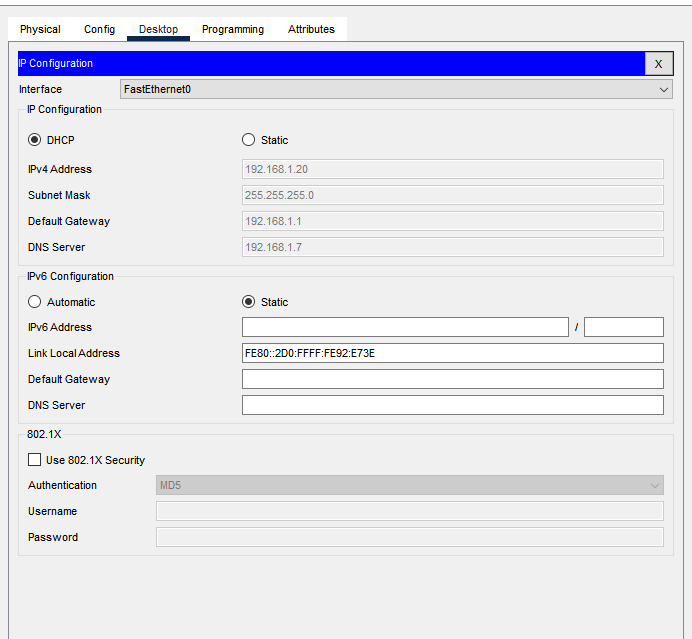 Physical Config Desktop Programming Attributes
IP Configuration X
Interface FastEthernet0
IP Configuration
DHCP Static
IPv4 Address 192.168.1.20
Subnet Mask 255.255.255.0
Default Gateway 192.168.1.1
DNS Server 192.168.1.7
IPv6 Configuration
Automatic Static
IPv6 Address /
Link Local Address FE80::2D0:FFFF:FE92:E73E
Default Gateway
DNS Server
802.1X
Use 802.1X Security
Authentication MD5
Username
Password